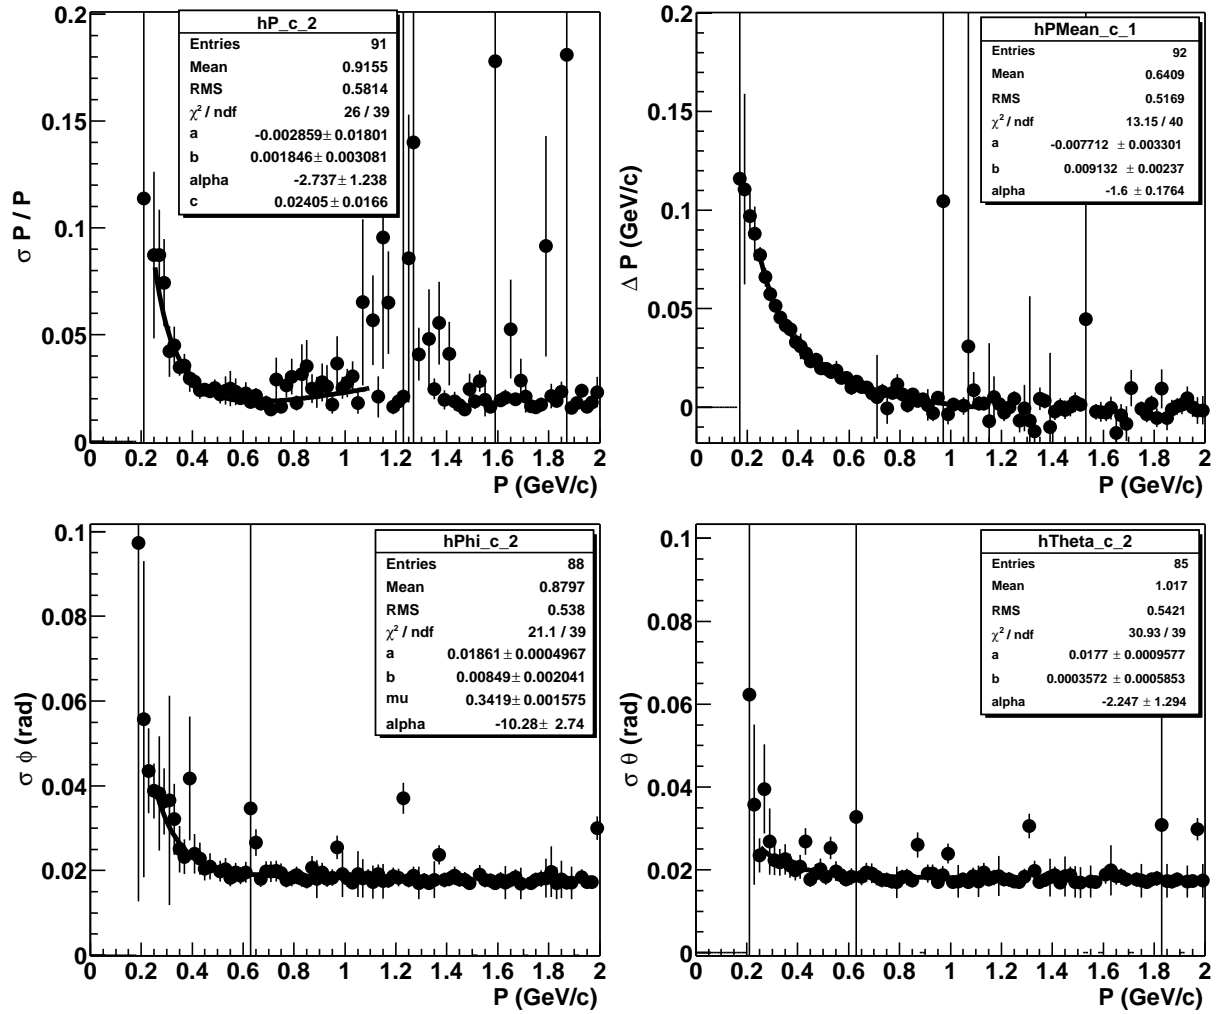 hP_c_2
Entries 91
Mean 0.9155
RMS 0.5814
χ² / ndf 26 / 39
a -0.002859 ± 0.01801
b 0.001846 ± 0.003081
alpha -2.737 ± 1.238
c 0.02405 ± 0.0166
0.2
0.15
0.1
0.05
0
σ P / P
0 0.2 0.4 0.6 0.8 1 1.2 1.4 1.6 1.8 2
P (GeV/c)
hPMean_c_1
Entries 92
Mean 0.6409
RMS 0.5169
χ² / ndf 13.15 / 40
a -0.007712 ± 0.003301
b 0.009132 ± 0.00237
alpha -1.6 ± 0.1764
0.2
0.15
0.1
0.05
0
Δ P (GeV/c)
0 0.2 0.4 0.6 0.8 1 1.2 1.4 1.6 1.8 2
P (GeV/c)
hPhi_c_2
Entries 88
Mean 0.8797
RMS 0.538
χ² / ndf 21.1 / 39
a 0.01861 ± 0.0004967
b 0.00849 ± 0.002041
mu 0.3419 ± 0.001575
alpha -10.28 ± 2.74
0.1
0.08
0.06
0.04
0.02
0
σ ϕ (rad)
0 0.2 0.4 0.6 0.8 1 1.2 1.4 1.6 1.8 2
P (GeV/c)
hTheta_c_2
Entries 85
Mean 1.017
RMS 0.5421
χ² / ndf 30.93 / 39
a 0.0177 ± 0.0009577
b 0.0003572 ± 0.0005853
alpha -2.247 ± 1.294
0.1
0.08
0.06
0.04
0.02
0
σ θ (rad)
0 0.2 0.4 0.6 0.8 1 1.2 1.4 1.6 1.8 2
P (GeV/c)